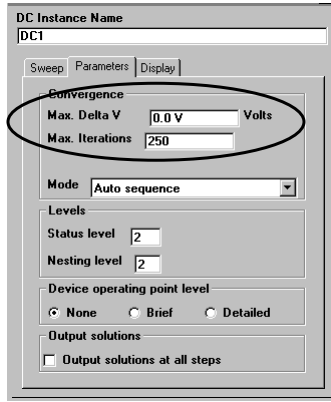 DC Instance Name
DC1
Sweep Parameters Display
Convergence
Max. Delta V 0.0 V Volts
Max. Iterations 250
Mode Auto sequence
Levels
Status level 2
Nesting level 2
Device operating point level
None Brief Detailed
Output solutions
Output solutions at all steps